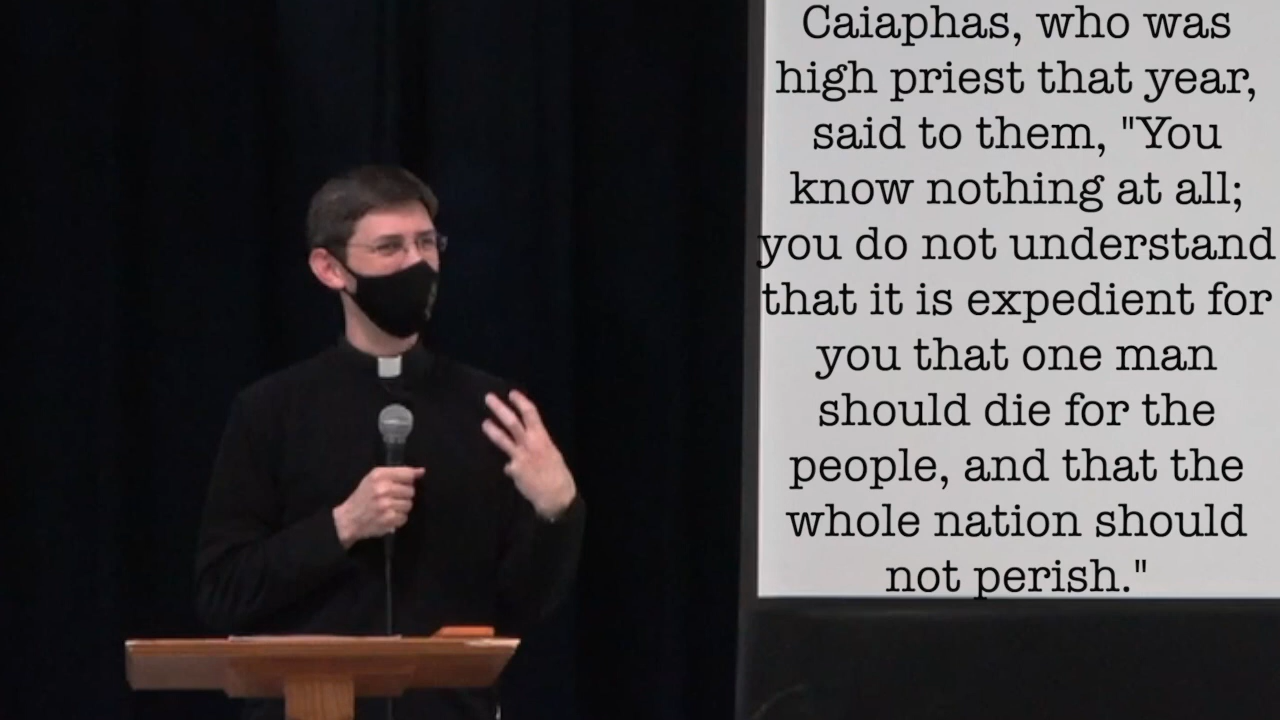 Caiaphas, who was
high priest that year,
said to them, "You
know nothing at all;
you do not understand
that it is expedient for
you that one man
should die for the
people, and that the
whole nation should
not perish."